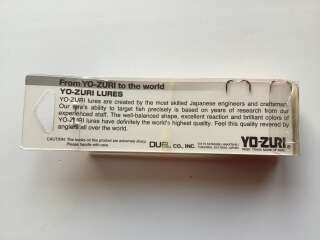 From YO-ZURI to the world
YO-ZURI LURES
YO-ZURI lures are created by the most skilled Japanese engineers and craftsman.
Our lure's ability to target fish precisely is based on years of research from our
experienced staff. The well-balanced shape, excellent reaction and brilliant colors of
YO-ZURI lures have definitely the world's highest quality. Feel this quality revered by
anglers all over the world.
CAUTION: The hooks on this product are extremely sharp.
Please handle with care.
DUEL CO., INC.
YO-ZURI